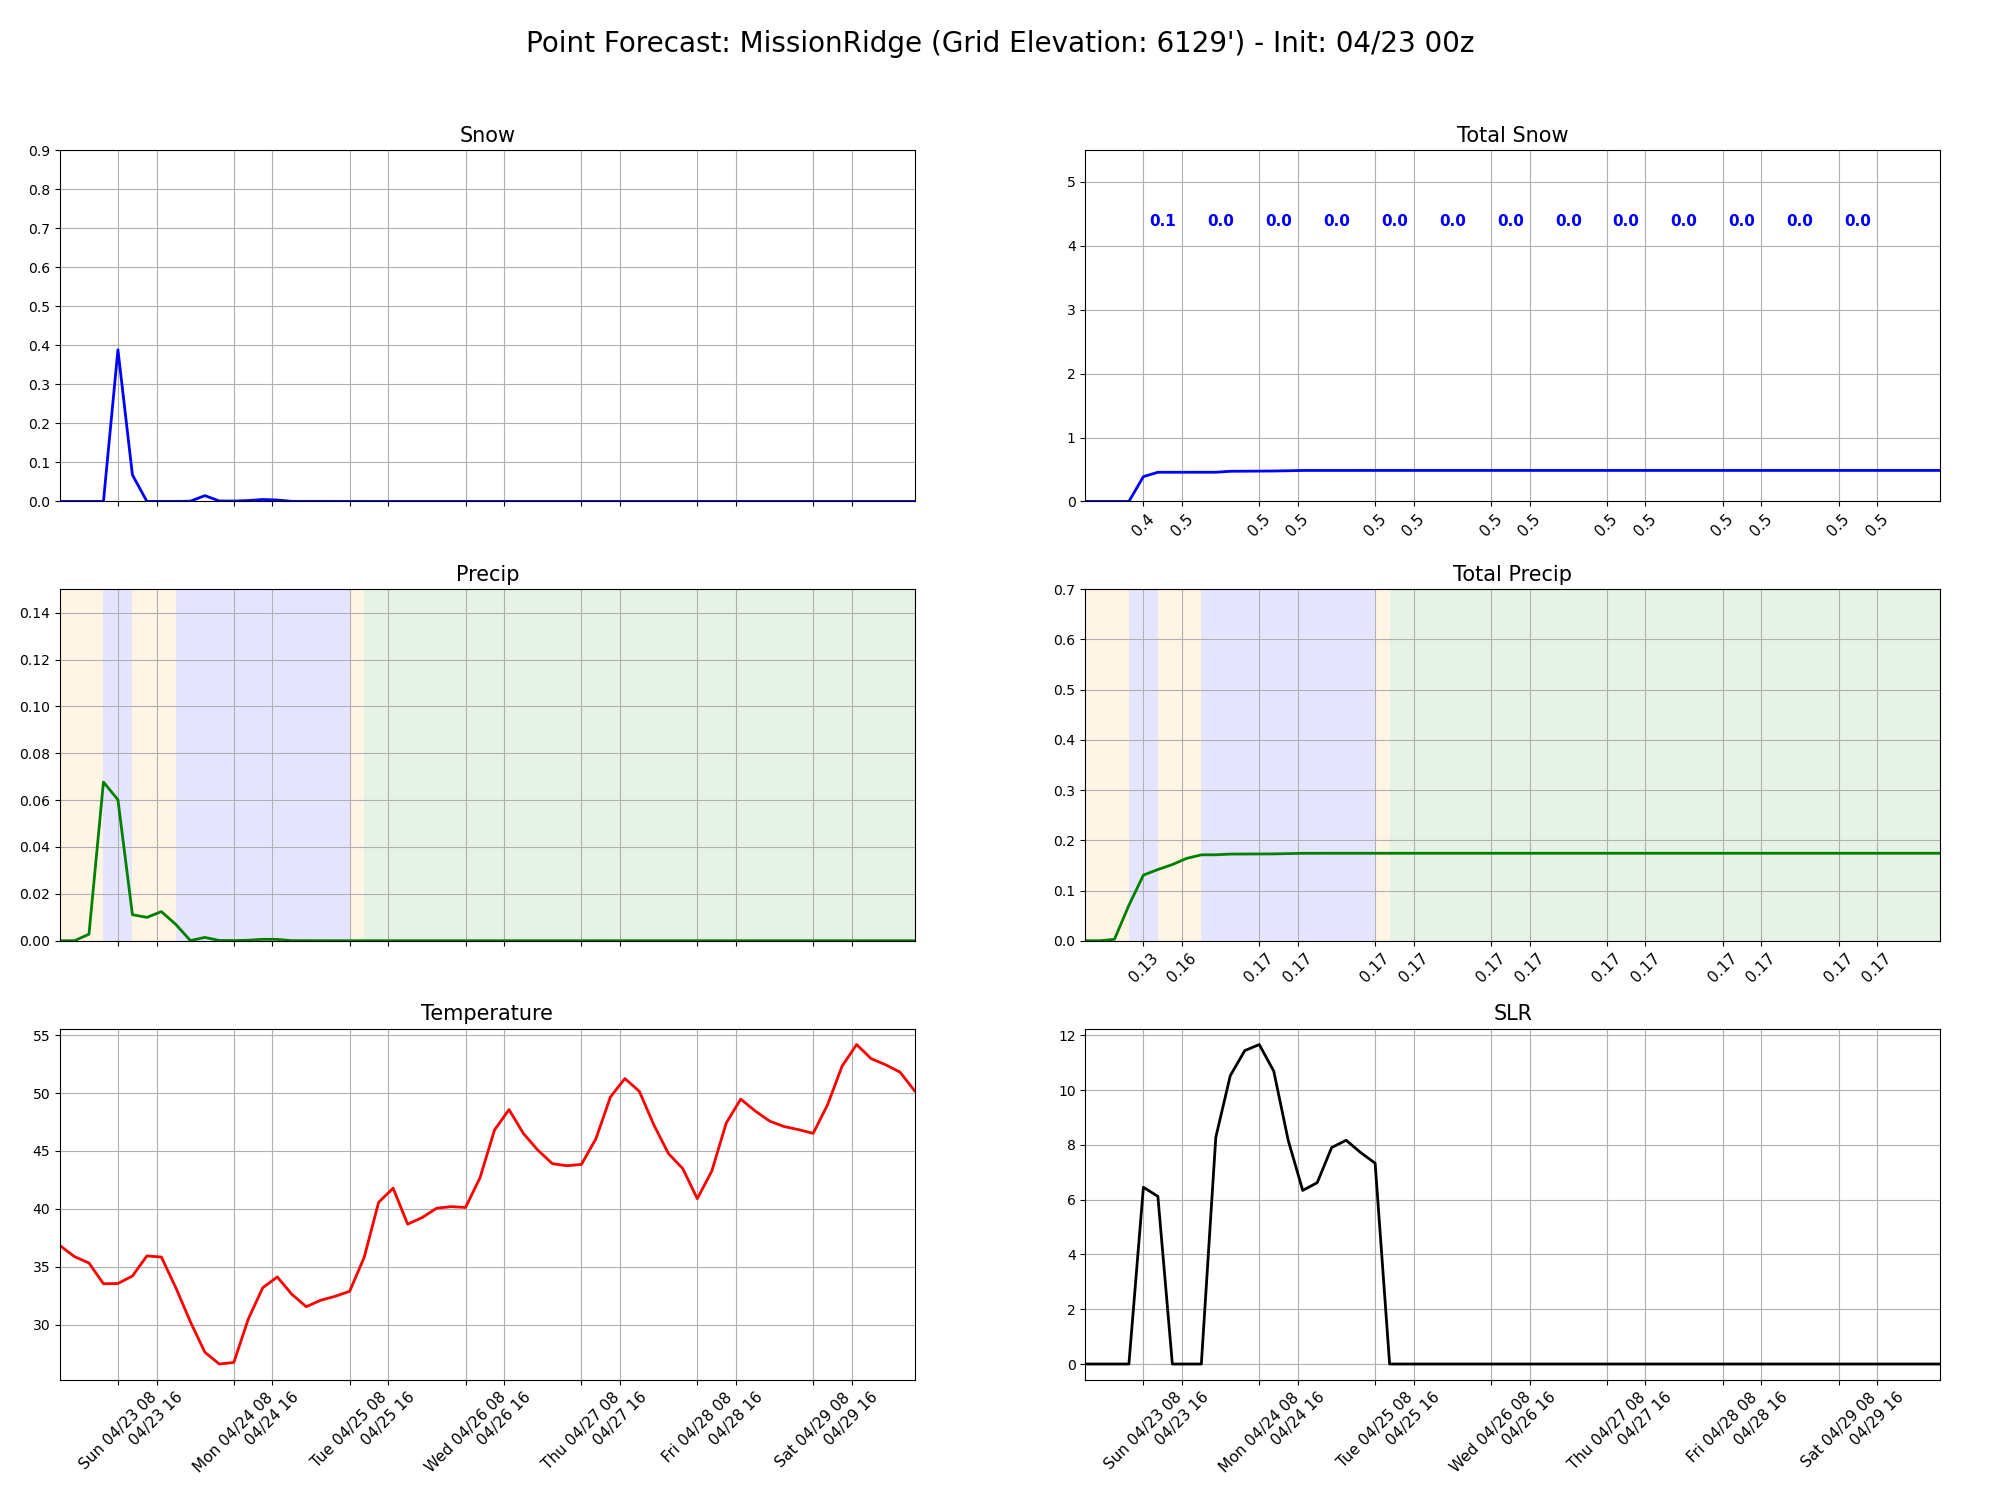 Point Forecast: MissionRidge (Grid Elevation: 6129') - Init: 04/23 00z
Snow
0.9
0.8
0.7
0.6
0.5
0.4
0.3
0.2
0.1
0.0
Total Snow
5
4
3
2
1
0
0.1 0.0 0.0 0.0 0.0 0.0 0.0 0.0 0.0 0.0 0.0 0.0 0.0
0.4 0.5 0.5 0.5 0.5 0.5 0.5 0.5 0.5 0.5 0.5 0.5 0.5 0.5
Precip
0.14
0.12
0.10
0.08
0.06
0.04
0.02
0.00
Total Precip
0.7
0.6
0.5
0.4
0.3
0.2
0.1
0.0
0.13 0.16 0.17 0.17 0.17 0.17 0.17 0.17 0.17 0.17 0.17 0.17 0.17 0.17
Temperature
55
50
45
40
35
30
Sun 04/23 08
04/23 16
Mon 04/24 08
04/24 16
Tue 04/25 08
04/25 16
Wed 04/26 08
04/26 16
Thu 04/27 08
04/27 16
Fri 04/28 08
04/28 16
Sat 04/29 08
04/29 16
SLR
12
10
8
6
4
2
0
Sun 04/23 08
04/23 16
Mon 04/24 08
04/24 16
Tue 04/25 08
04/25 16
Wed 04/26 08
04/26 16
Thu 04/27 08
04/27 16
Fri 04/28 08
04/28 16
Sat 04/29 08
04/29 16